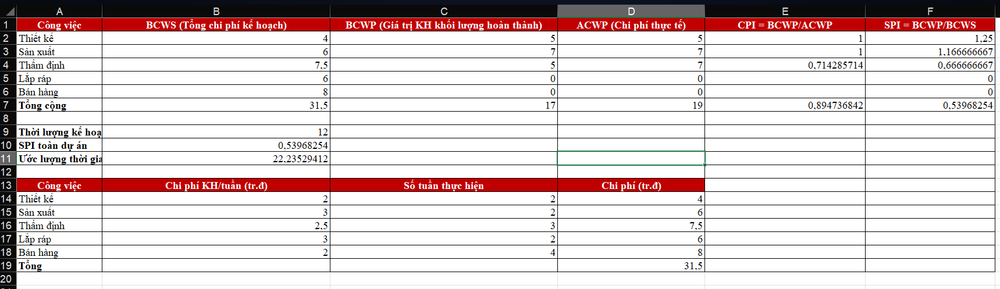 A B C D E F
1 Công việc BCWS (Tổng chi phí kế hoạch) BCWP (Giá trị KH khối lượng hoàn thành) ACWP (Chi phí thực tế) CPI = BCWP/ACWP SPI = BCWP/BCWS
2 Thiết kế 4 5 5 1 1,25
3 Sản xuất 6 7 7 1 1,166666667
4 Thẩm định 7,5 5 7 0,714285714 0,666666667
5 Lắp ráp 6 0 0 0
6 Bán hàng 8 0 0 0
7 Tổng cộng 31,5 17 19 0,894736842 0,53968254
8
9 Thời lượng kế hoạ 12
10 SPI toàn dự án 0,53968254
11 Ước lượng thời gia 22,23529412
12
13 Công việc Chi phí KH/tuần (tr.đ) Số tuần thực hiện Chi phí (tr.đ)
14 Thiết kế 2 2 4
15 Sản xuất 3 2 6
16 Thẩm định 2,5 3 7,5
17 Lắp ráp 3 2 6
18 Bán hàng 2 4 8
19 Tổng 31,5
20